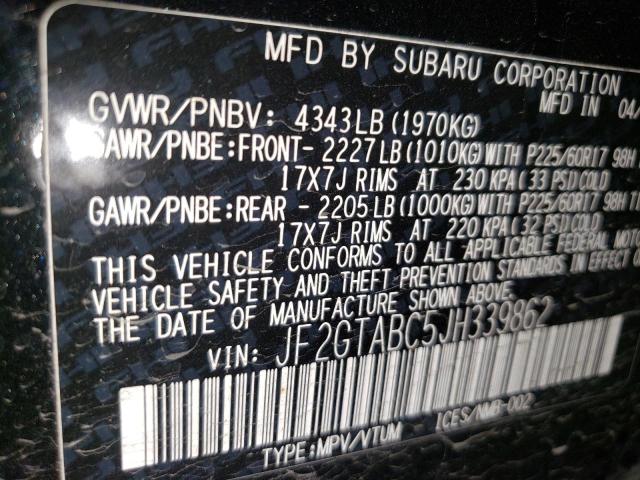 MFD BY SUBARU CORPORATION
MFD IN 04
GVWR/PNBV: 4343LB (1970KG)
GAWR/PNBE:FRONT- 2227LB (1010KG) WITH P225/60R17 98H
17X7J RIMS AT 230 KPA (33 PSI) COLD
GAWR/PNBE:REAR - 2205LB (1000KG) WITH P225/60R17 98H T
17X7J RIMS AT 220 KPA (32 PSI) COLD
THIS VEHICLE CONFORMS TO ALL APPLICABLE FEDERAL MOTO
VEHICLE SAFETY AND THEFT PREVENTION STANDARDS IN EFFECT O
THE DATE OF MANUFACTURE SHOWN ABOVE.
VIN: JF2GTABC5JH339862
TYPE:MPV/VTUM ICES/NMB-002